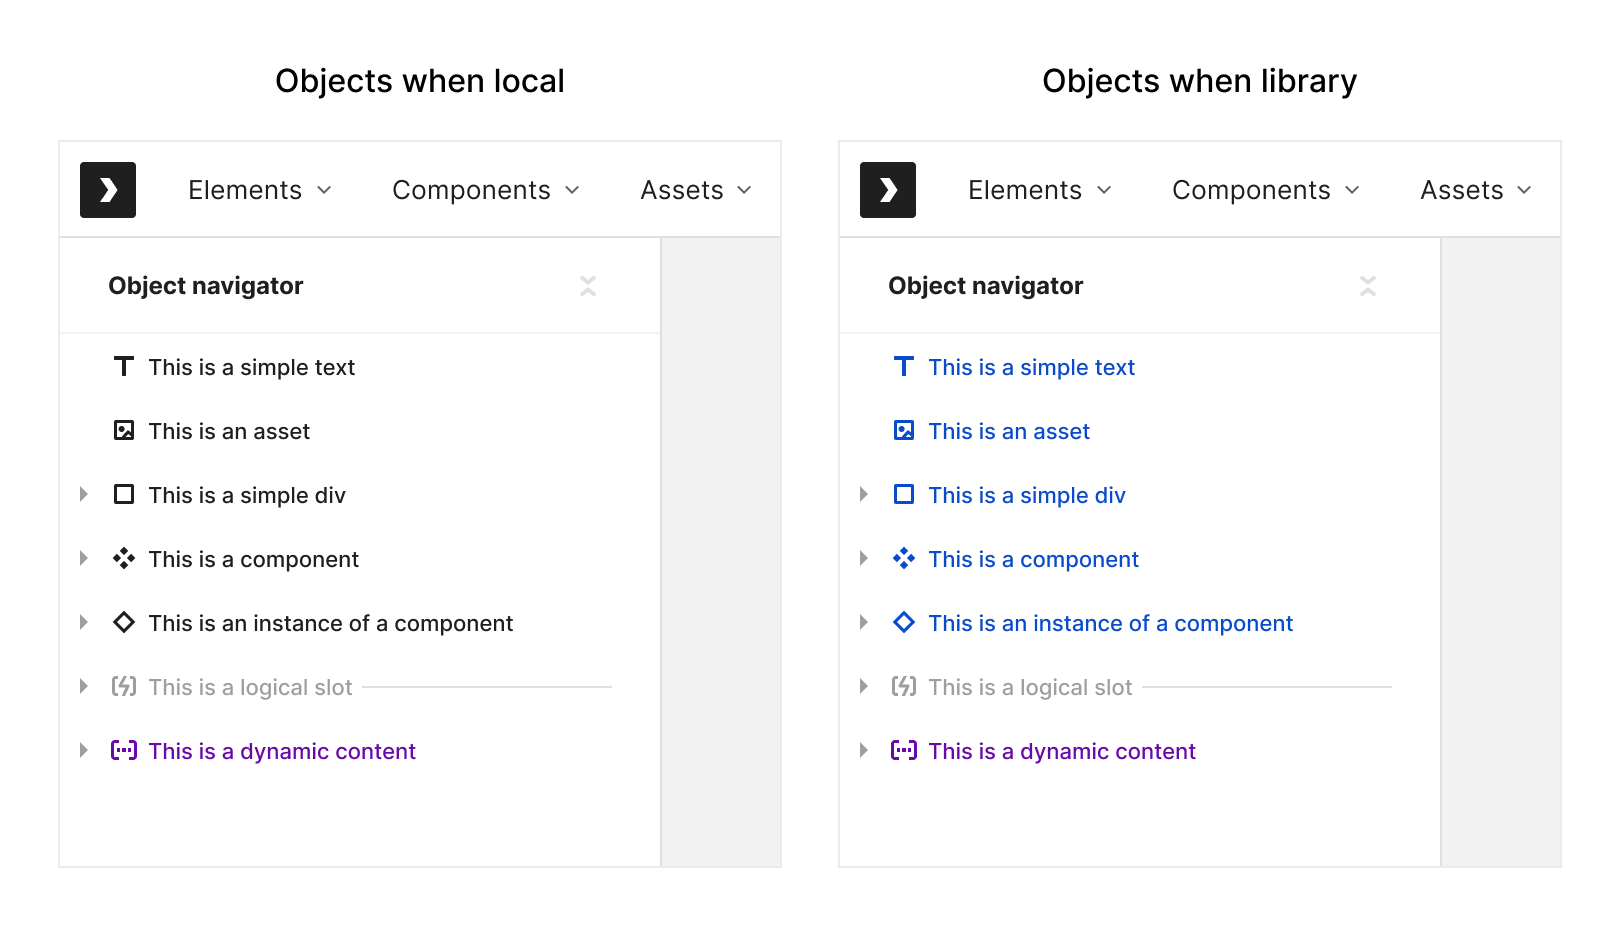 Objects when local
Elements
Components
Assets
Object navigator
This is a simple text
This is an asset
This is a simple div
This is a component
This is an instance of a component
This is a logical slot
This is a dynamic content
Objects when library
Elements
Components
Assets
Object navigator
This is a simple text
This is an asset
This is a simple div
This is a component
This is an instance of a component
This is a logical slot
This is a dynamic content